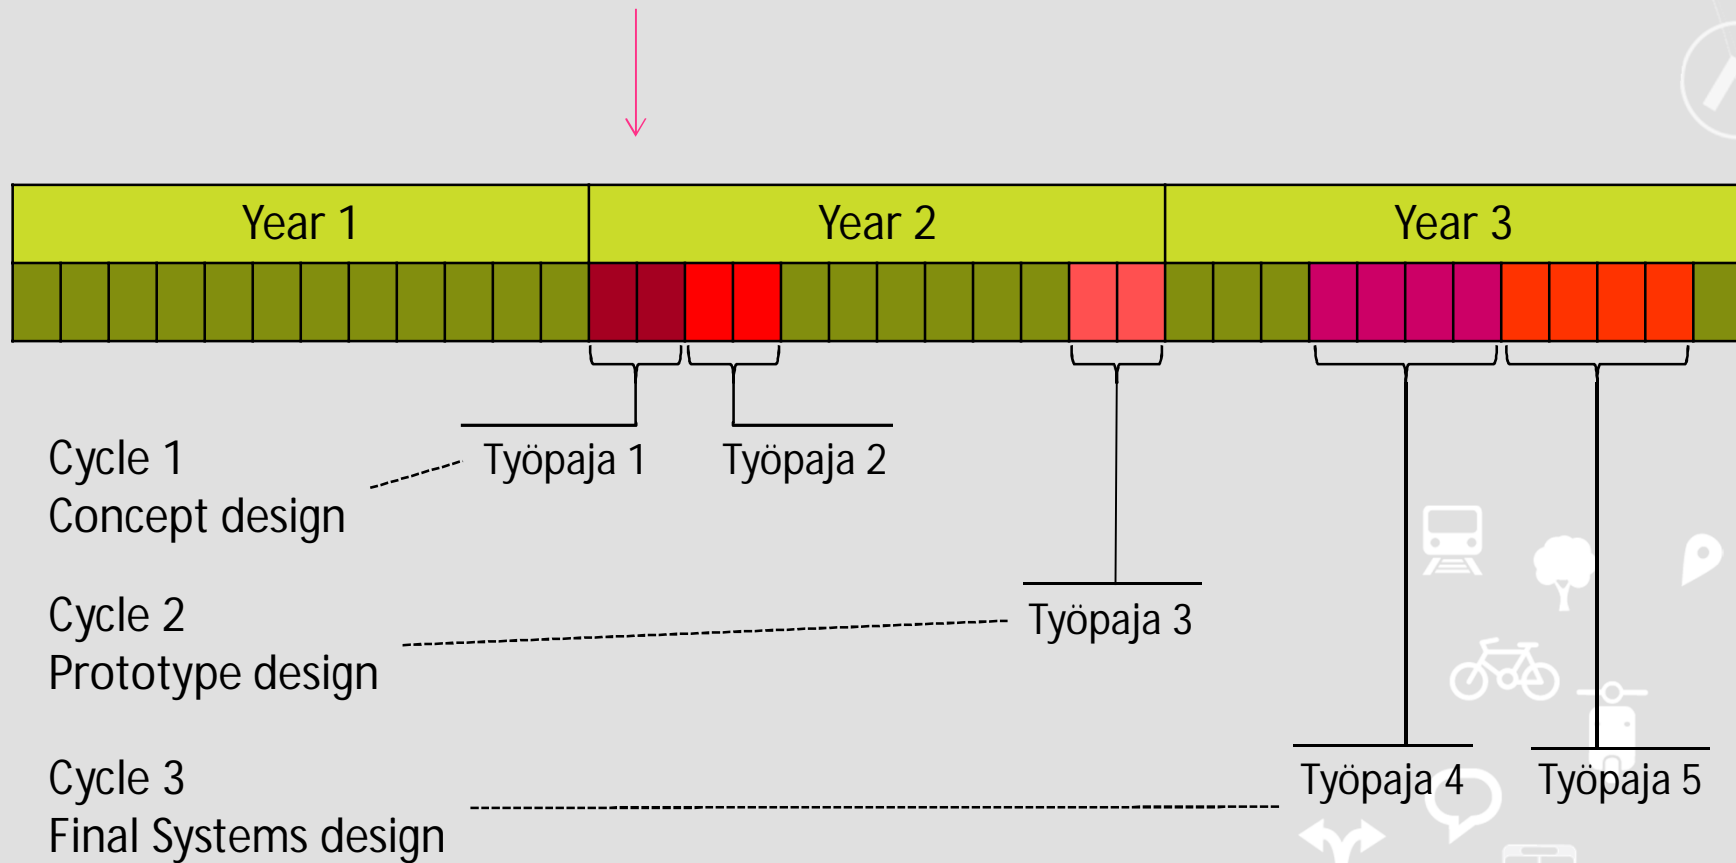 Year 1
Year 2
Year 3
Cycle 1
Concept design
Työpaja 1
Työpaja 2
Cycle 2
Prototype design
Työpaja 3
Cycle 3
Final Systems design
Työpaja 4
Työpaja 5